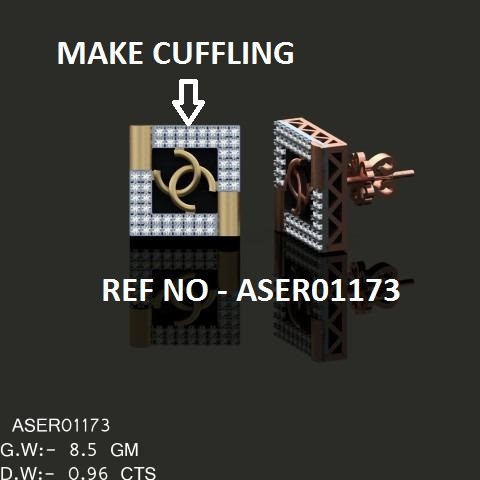 MAKE CUFFLING
REF NO - ASER01173
ASER01173
G.W:- 8.5 GM
D.W:- 0.96 CTS